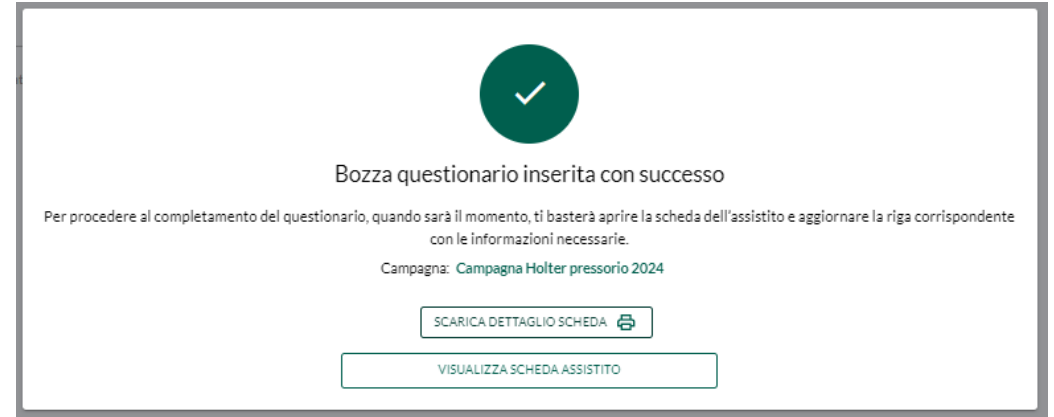 Bozza questionario inserita con successo
Per procedere al completamento del questionario, quando sarà il momento, ti basterà aprire la scheda dell'assistito e aggiornare la riga corrispondente
con le informazioni necessarie.
Campagna: Campagna Holter pressorio 2024
SCARICA DETTAGLIO SCHEDA
VISUALIZZA SCHEDA ASSISTITO